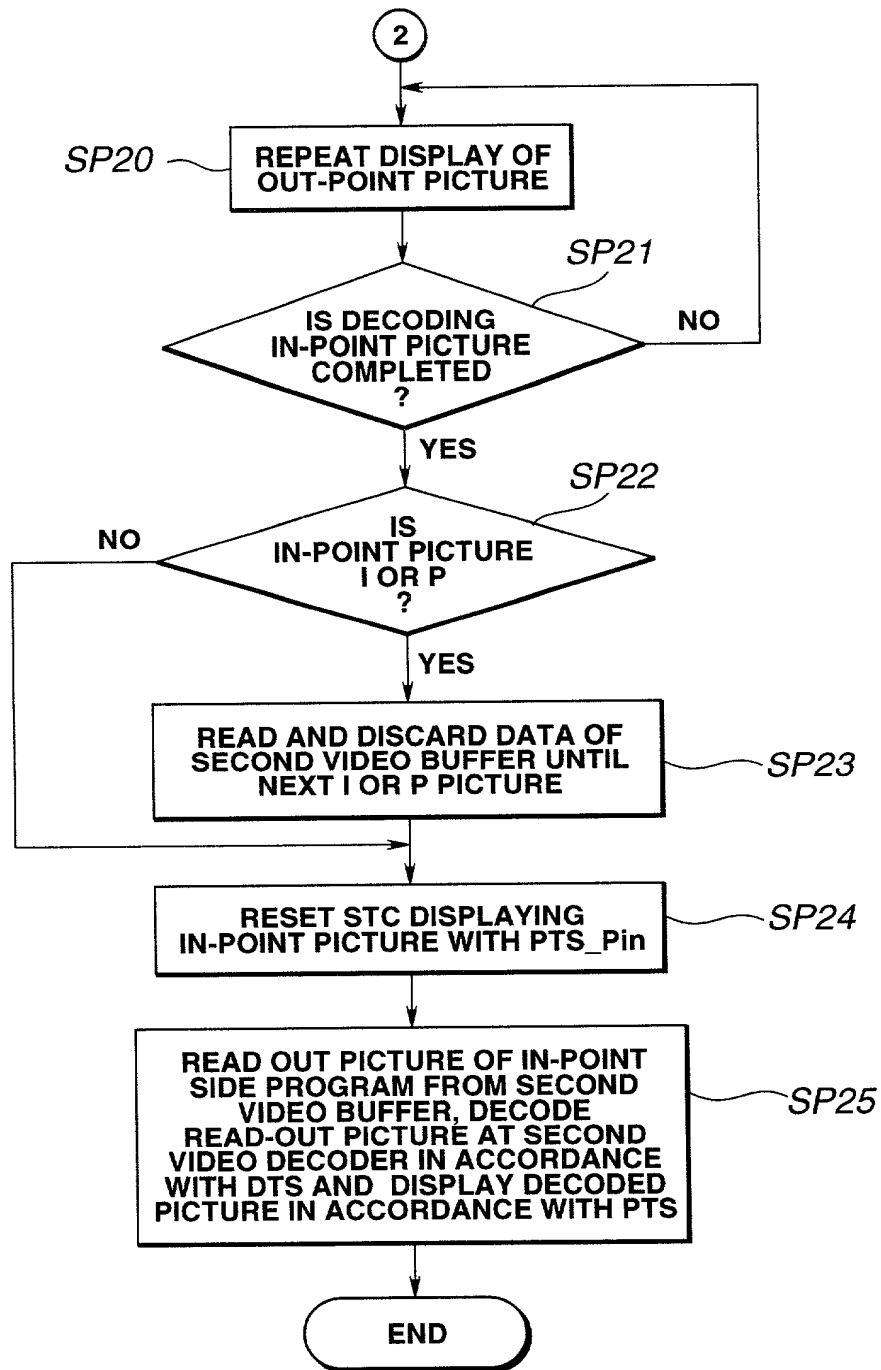 2
SP20
REPEAT DISPLAY OF
OUT-POINT PICTURE
SP21
IS DECODING
IN-POINT PICTURE
COMPLETED
?
NO
YES
SP22
IS
IN-POINT PICTURE
I OR P
?
NO
YES
READ AND DISCARD DATA OF
SECOND VIDEO BUFFER UNTIL
NEXT I OR P PICTURE
SP23
RESET STC DISPLAYING
IN-POINT PICTURE WITH PTS_Pin
SP24
READ OUT PICTURE OF IN-POINT
SIDE PROGRAM FROM SECOND
VIDEO BUFFER, DECODE
READ-OUT PICTURE AT SECOND
VIDEO DECODER IN ACCORDANCE
WITH DTS AND DISPLAY DECODED
PICTURE IN ACCORDANCE WITH PTS
SP25
END